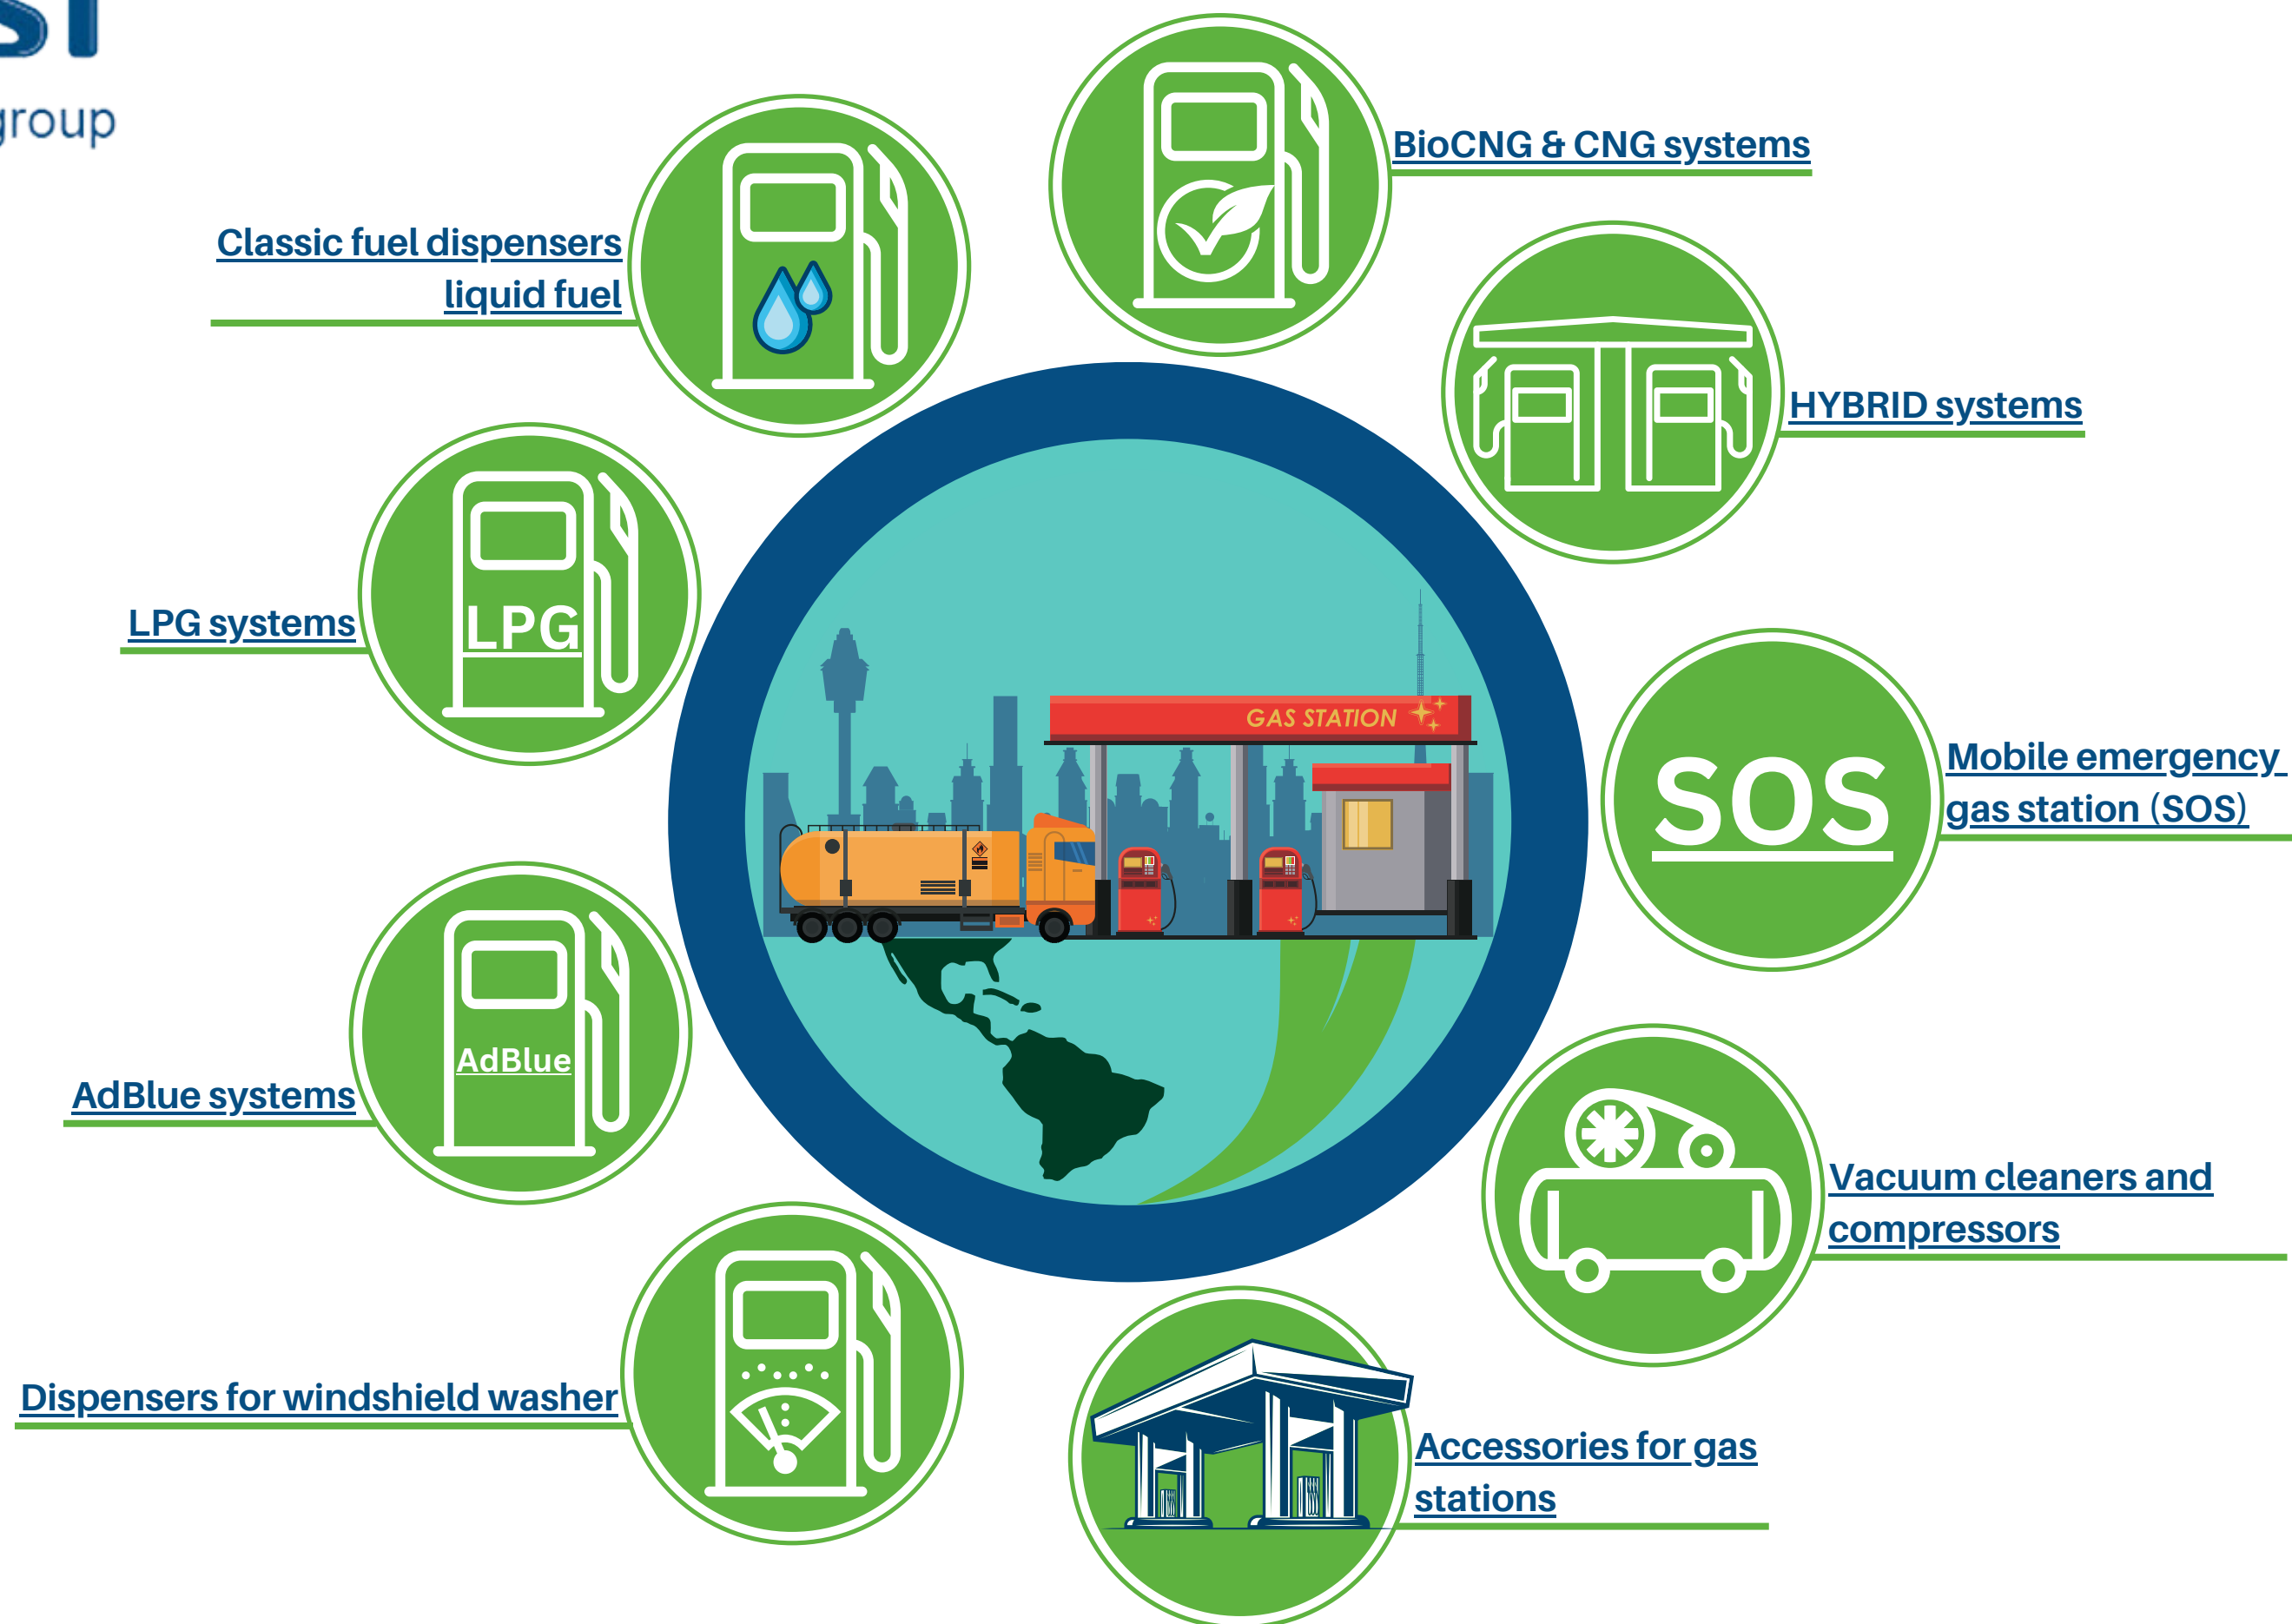 group
BioCNG & CNG systems
Classic fuel dispensers
liquid fuel
HYBRID systems
LPG
LPG systems
GAS STATION
SOS
Mobile emergency
gas station (SOS)
AdBlue
AdBlue systems
Vacuum cleaners and
compressors
Dispensers for windshield washer
Accessories for gas
stations